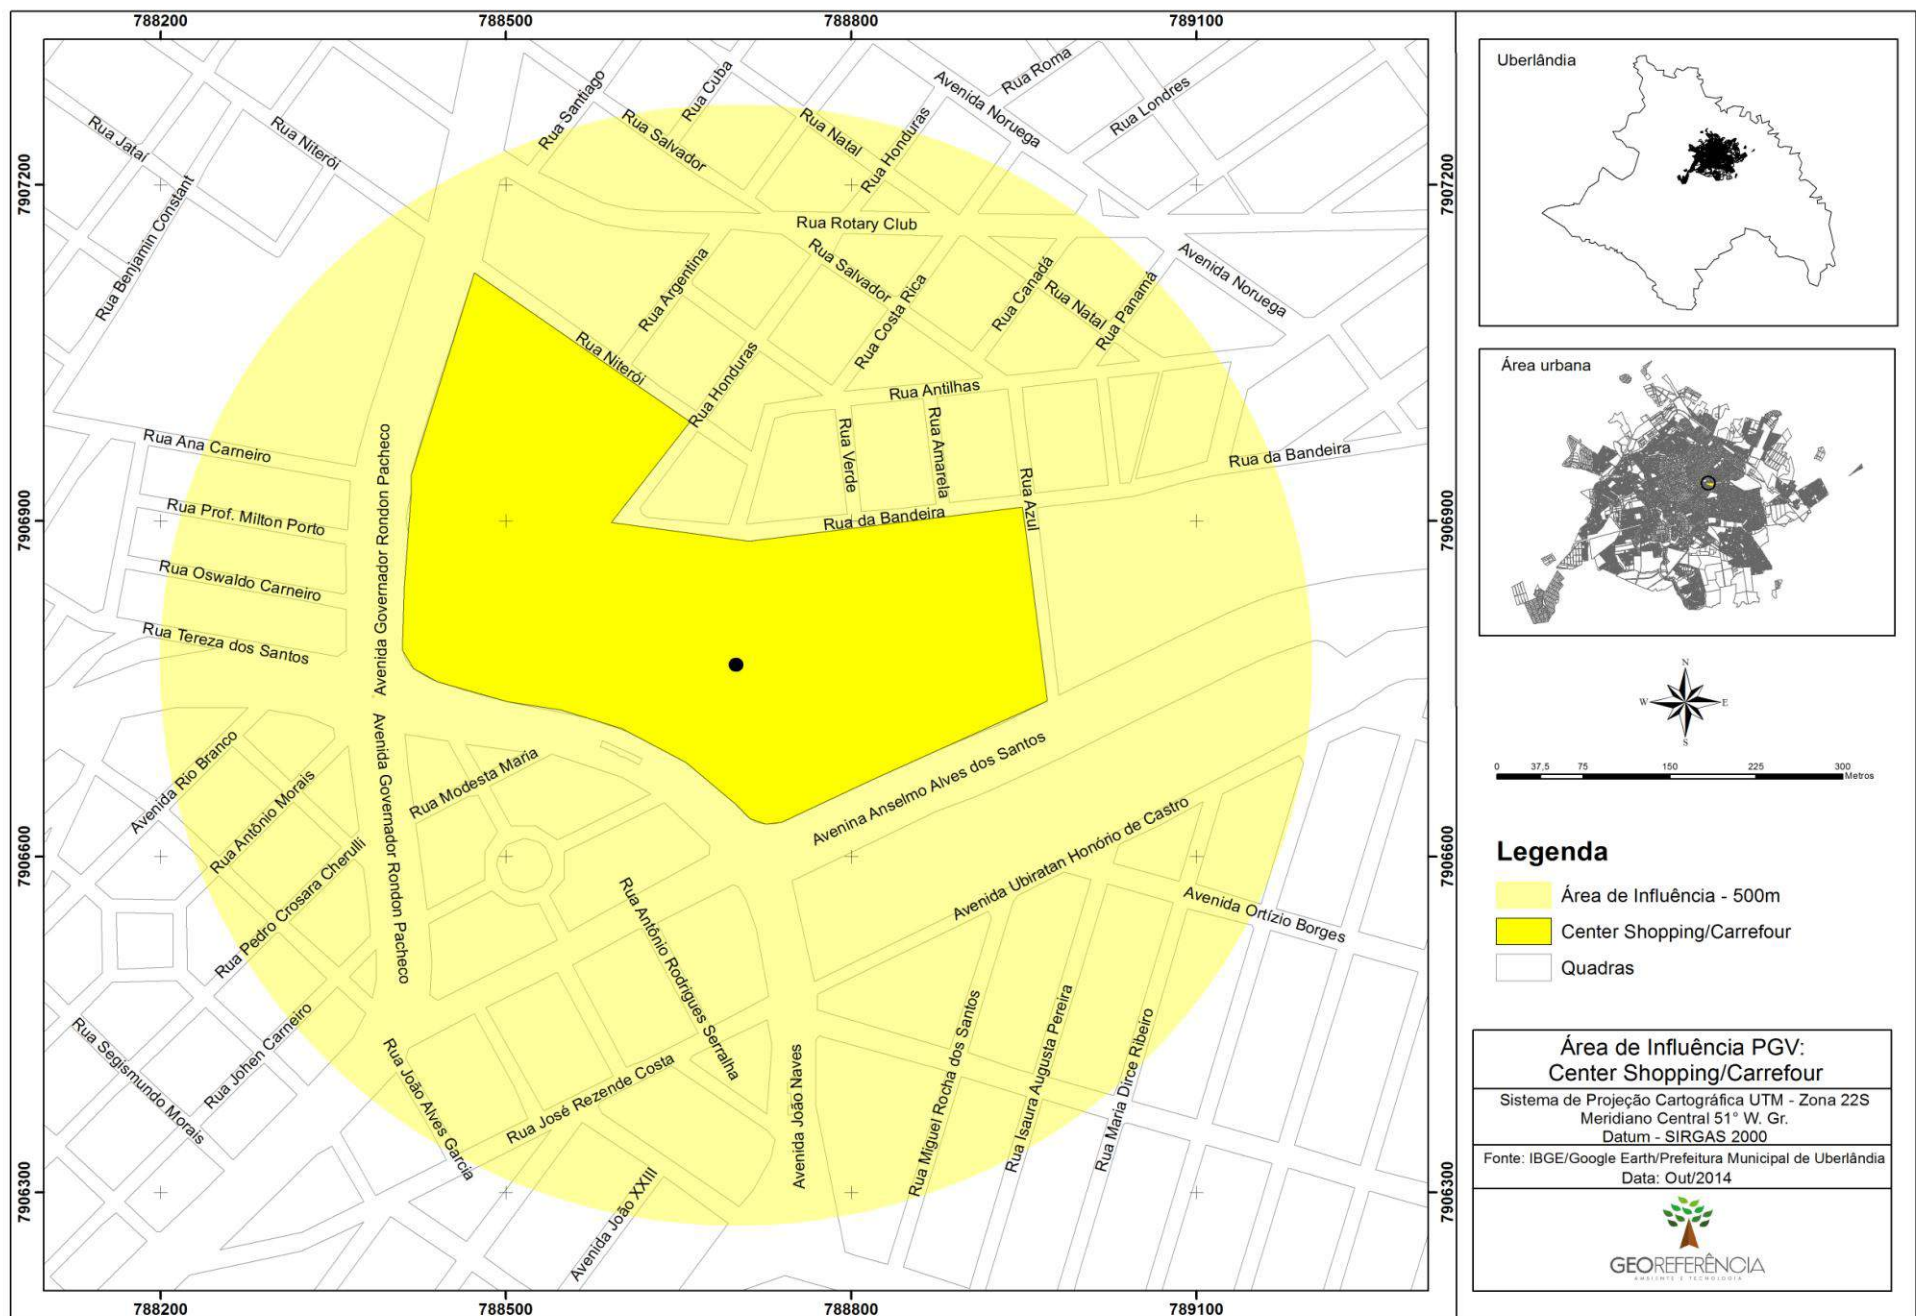 788200
788500
788800
789100
7907200
7906900
7906600
7906300
7907200
7906900
7906600
7906300
Rua Jataí
Rua Niterói
Rua Benjamin Constant
Rua Santiago
Rua Cuba
Rua Salvador
Rua Natal
Rua Honduras
Avenida Noruega
Rua Roma
Rua Londres
Rua Rotary Club
Rua Argentina
Rua Salvador
Rua Costa Rica
Rua Canadá
Rua Natal
Rua Panamá
Avenida Noruega
Rua Niterói
Rua Honduras
Rua Antilhas
Rua Verde
Rua Amarela
Rua Azul
Rua da Bandeira
Rua da Bandeira
Rua Ana Carneiro
Rua Prof. Milton Porto
Rua Oswaldo Carneiro
Rua Tereza dos Santos
Avenida Governador Rondon Pacheco
Avenida Governador Rondon Pacheco
Avenida Rio Branco
Rua Antônio Morais
Rua Pedro Crosara Cherulli
Rua Modesta Maria
Avenina Anselmo Alves dos Santos
Avenida Ubiratan Honório de Castro
Avenida Ortízio Borges
Rua Antônio Rodrigues Serralha
Rua Segismundo Morais
Rua Johen Carneiro
Rua João Alves Garcia
Rua José Rezende Costa
Avenida João XXIII
Avenida João Naves
Rua Miguel Rocha dos Santos
Rua Isaura Augusta Pereira
Rua Maria Dirce Ribeiro
788200
788500
788800
789100
Uberlândia
Área urbana
N
W
E
S
0
37,5
75
150
225
300
Metros
Legenda
Área de Influência - 500m
Center Shopping/Carrefour
Quadras
Área de Influência PGV:
Center Shopping/Carrefour
Sistema de Projeção Cartográfica UTM - Zona 22S
Meridiano Central 51° W. Gr.
Datum - SIRGAS 2000
Fonte: IBGE/Google Earth/Prefeitura Municipal de Uberlândia
Data: Out/2014
GEOREFERÊNCIA
AMBIENTE E TECNOLOGIA